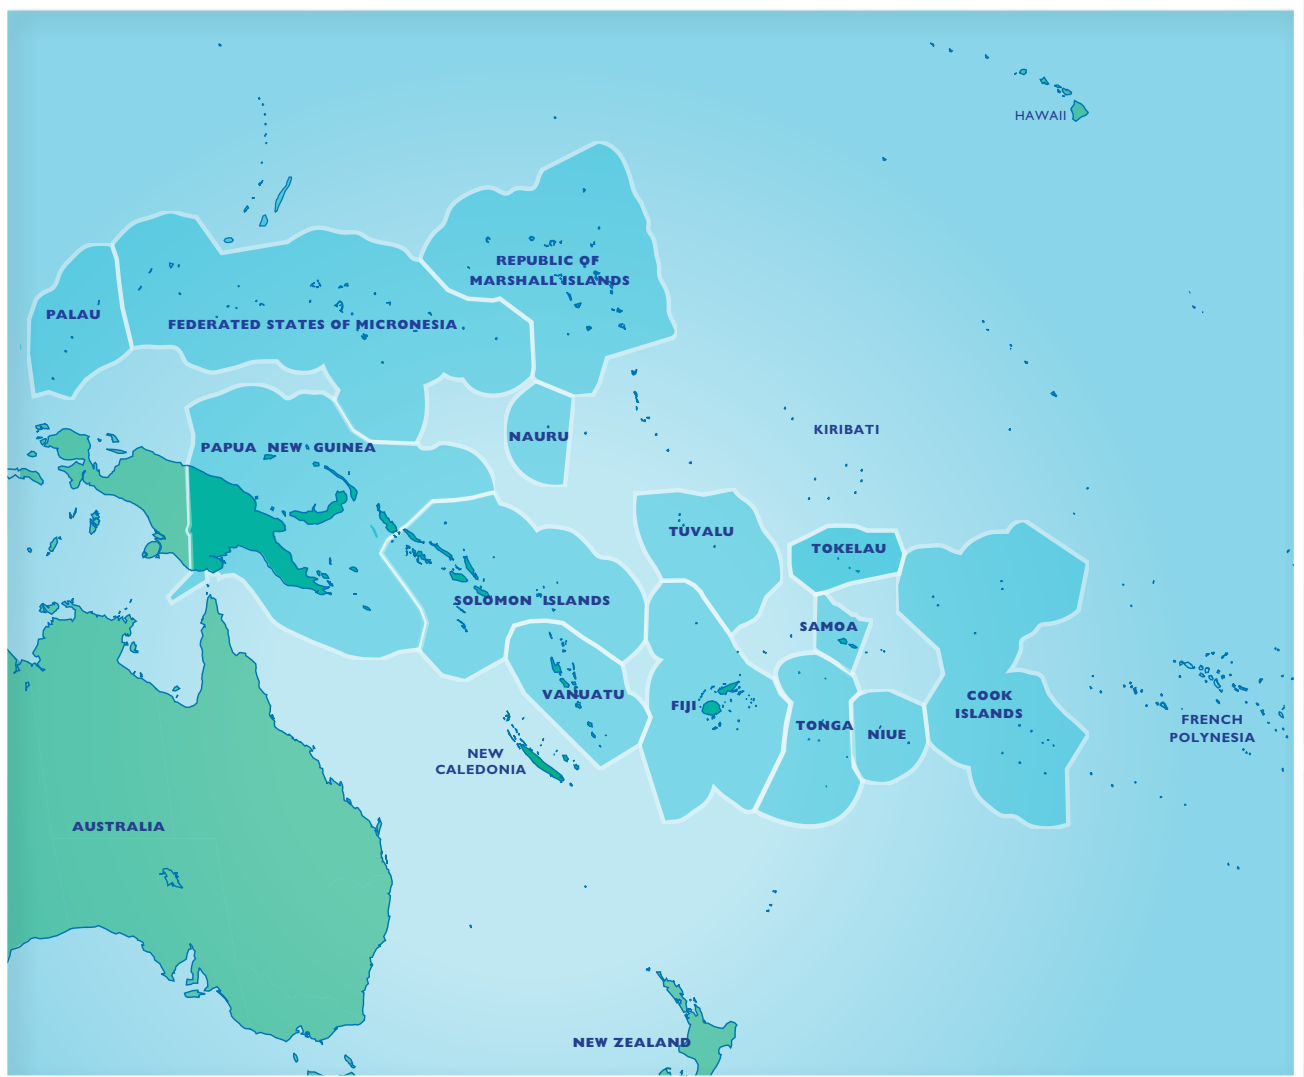 HAWAII
REPUBLIC OF
MARSHALL ISLANDS
PALAU
FEDERATED STATES OF MICRONESIA
KIRIBATI
NAURU
PAPUA NEW GUINEA
TUVALU
TOKELAU
SOLOMON ISLANDS
SAMOA
VANUATU
FIJI
COOK
ISLANDS
TONGA
NIUE
FRENCH
POLYNESIA
NEW
CALEDONIA
AUSTRALIA
NEW ZEALAND